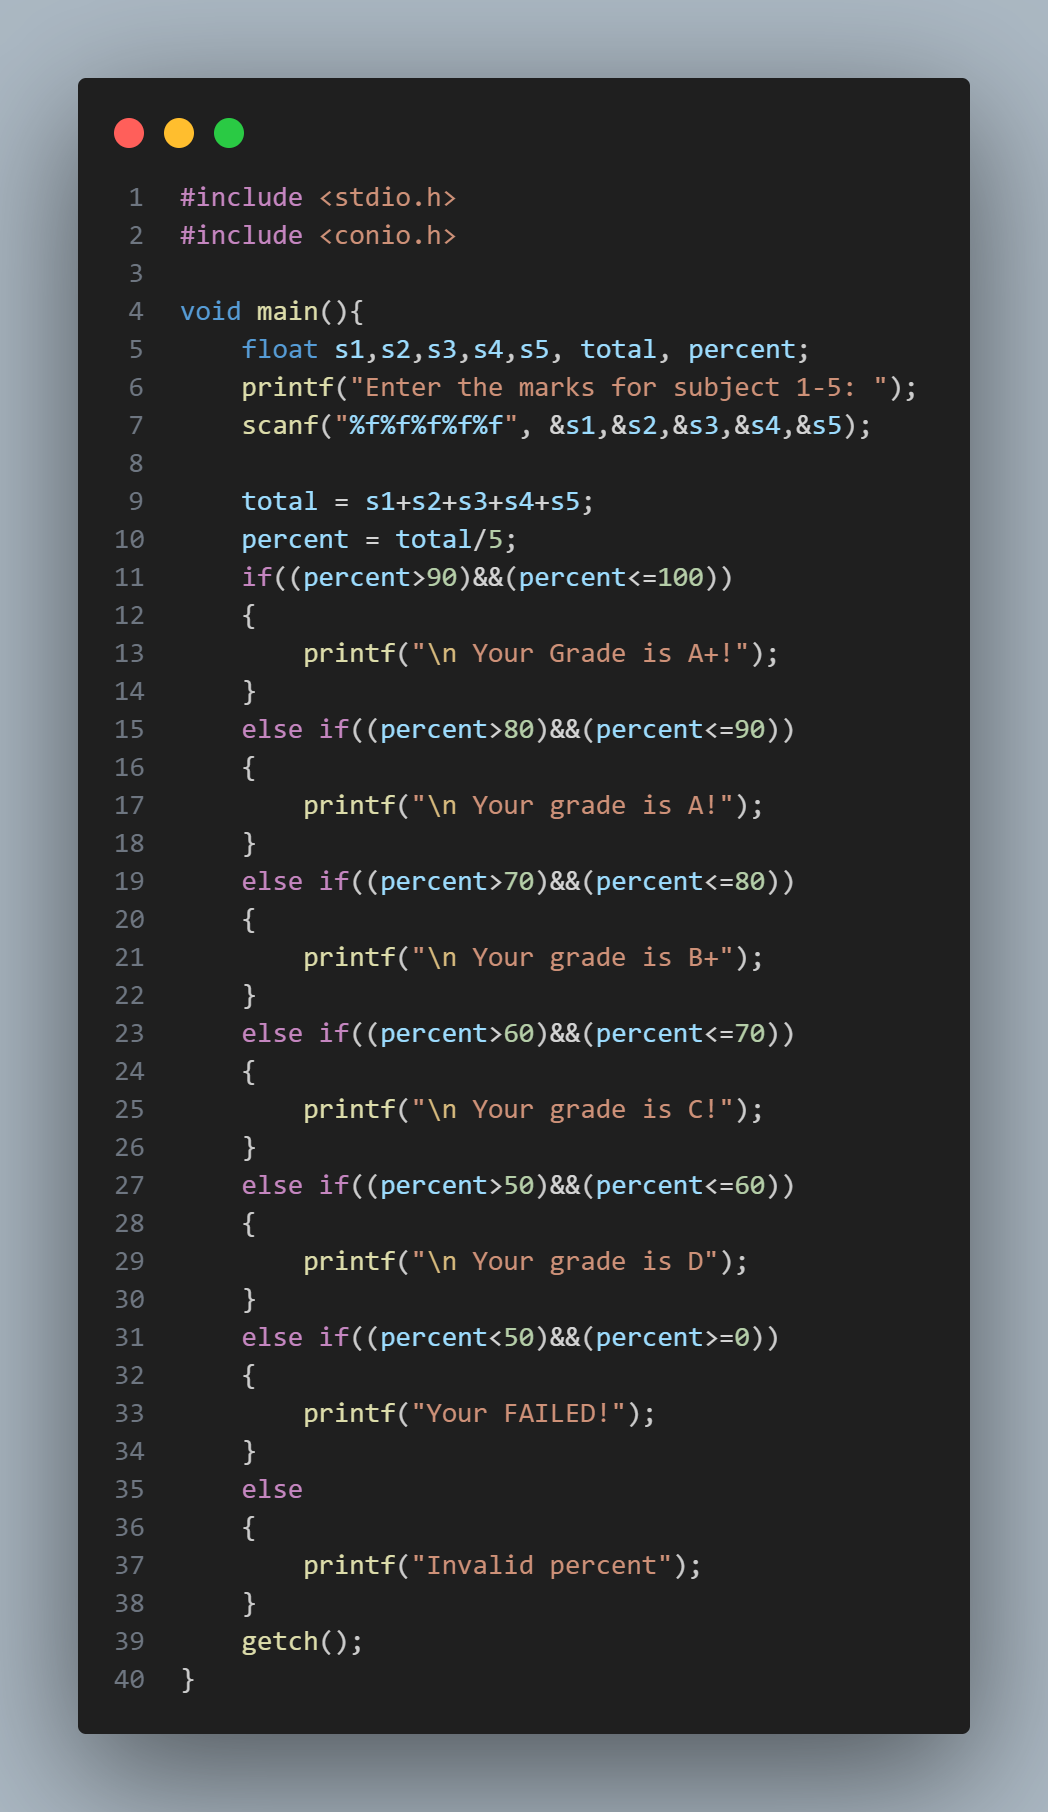 1 #include <stdio.h>
2 #include <conio.h>
3
4 void main(){
5     float s1,s2,s3,s4,s5, total, percent;
6     printf("Enter the marks for subject 1-5: ");
7     scanf("%f%f%f%f%f", &s1,&s2,&s3,&s4,&s5);
8
9     total = s1+s2+s3+s4+s5;
10     percent = total/5;
11     if((percent>90)&&(percent<=100))
12     {
13         printf("\n Your Grade is A+!");
14     }
15     else if((percent>80)&&(percent<=90))
16     {
17         printf("\n Your grade is A!");
18     }
19     else if((percent>70)&&(percent<=80))
20     {
21         printf("\n Your grade is B+");
22     }
23     else if((percent>60)&&(percent<=70))
24     {
25         printf("\n Your grade is C!");
26     }
27     else if((percent>50)&&(percent<=60))
28     {
29         printf("\n Your grade is D");
30     }
31     else if((percent<50)&&(percent>=0))
32     {
33         printf("Your FAILED!");
34     }
35     else
36     {
37         printf("Invalid percent");
38     }
39     getch();
40 }